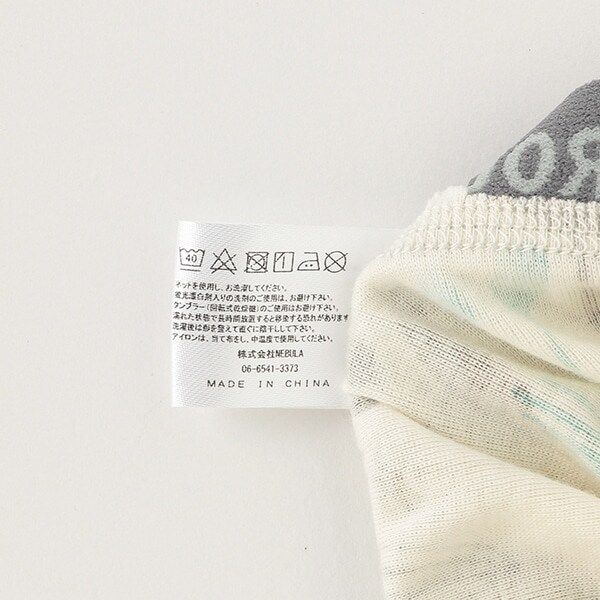 RO
40
ネットを使用し、お洗濯してください。
蛍光漂白剤入りの洗剤のご使用は、お避け下さい。
タンブラー(回転式乾燥機)のご使用はお避け下さい。
濡れた状態で長時間放置すると移染する恐れがあります
洗濯後は形を整えて直ぐに陰干しして下さい。
アイロンは、当て布をし、中温度で使用してください。
株式会社NEBULA
06-6541-3373
MADE IN CHINA